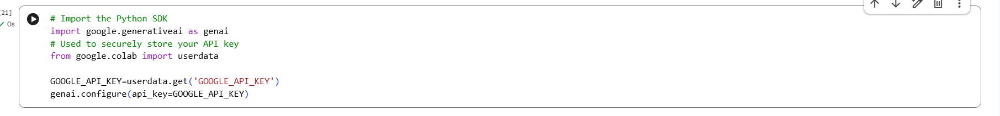 [21]
0s
# Import the Python SDK
import google.generativeai as genai
# Used to securely store your API key
from google.colab import userdata
GOOGLE_API_KEY=userdata.get('GOOGLE_API_KEY')
genai.configure(api_key=GOOGLE_API_KEY)